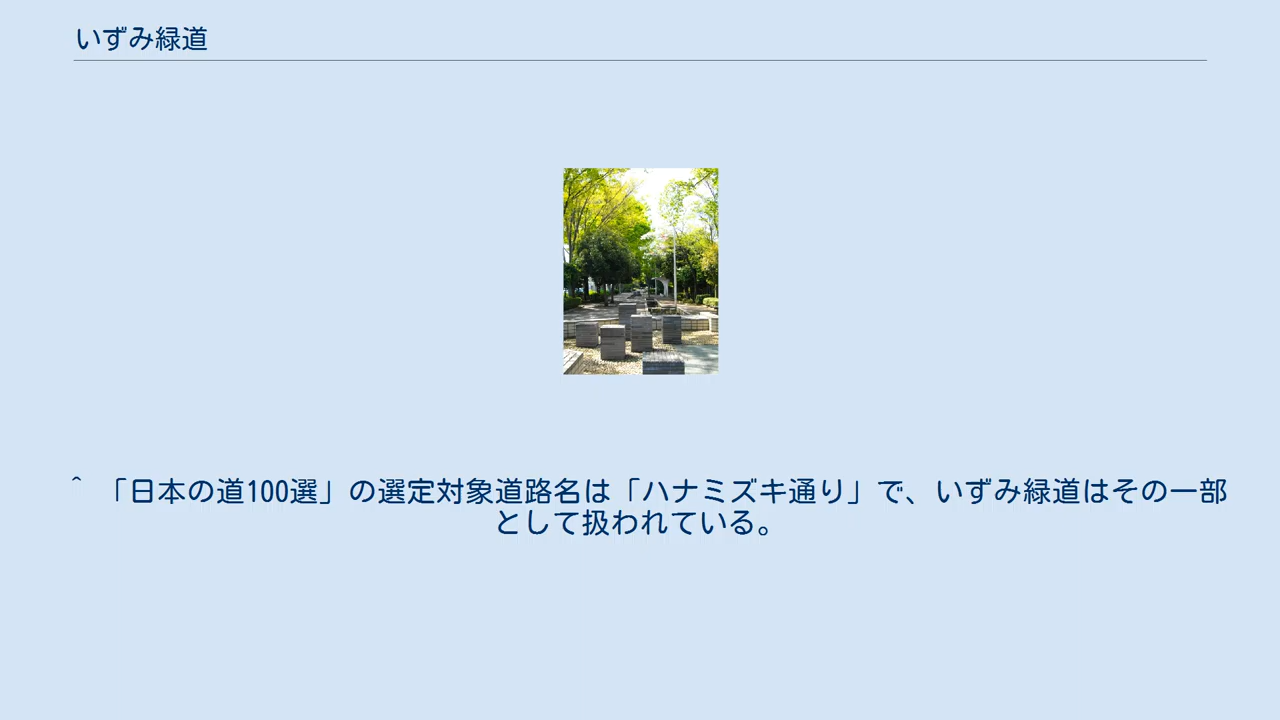 いずみ緑道
^ 「日本の道100選」の選定対象道路名は「ハナミズキ通り」で、いずみ緑道はその一部
として扱われている。